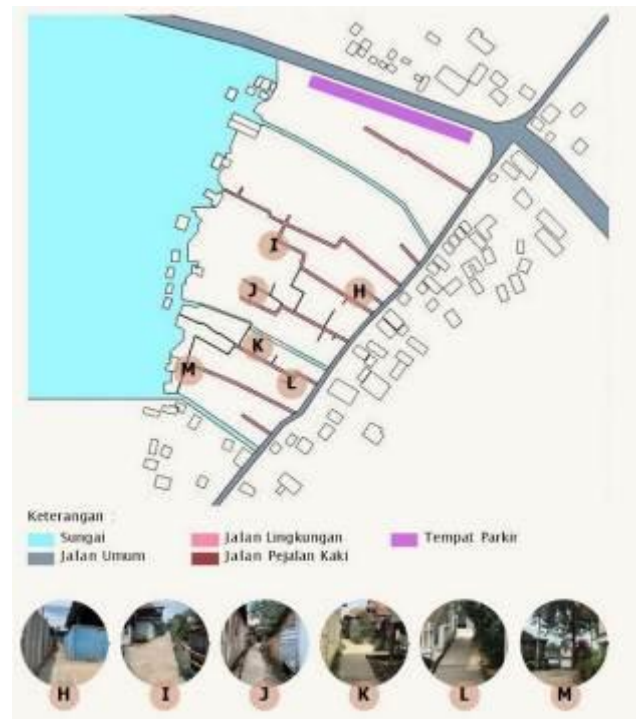 I
J
H
K
L
M
Keterangan :
Sungai
Jalan Lingkungan
Tempat Parkir
Jalan Umum
Jalan Pejalan Kaki
H I J K L M